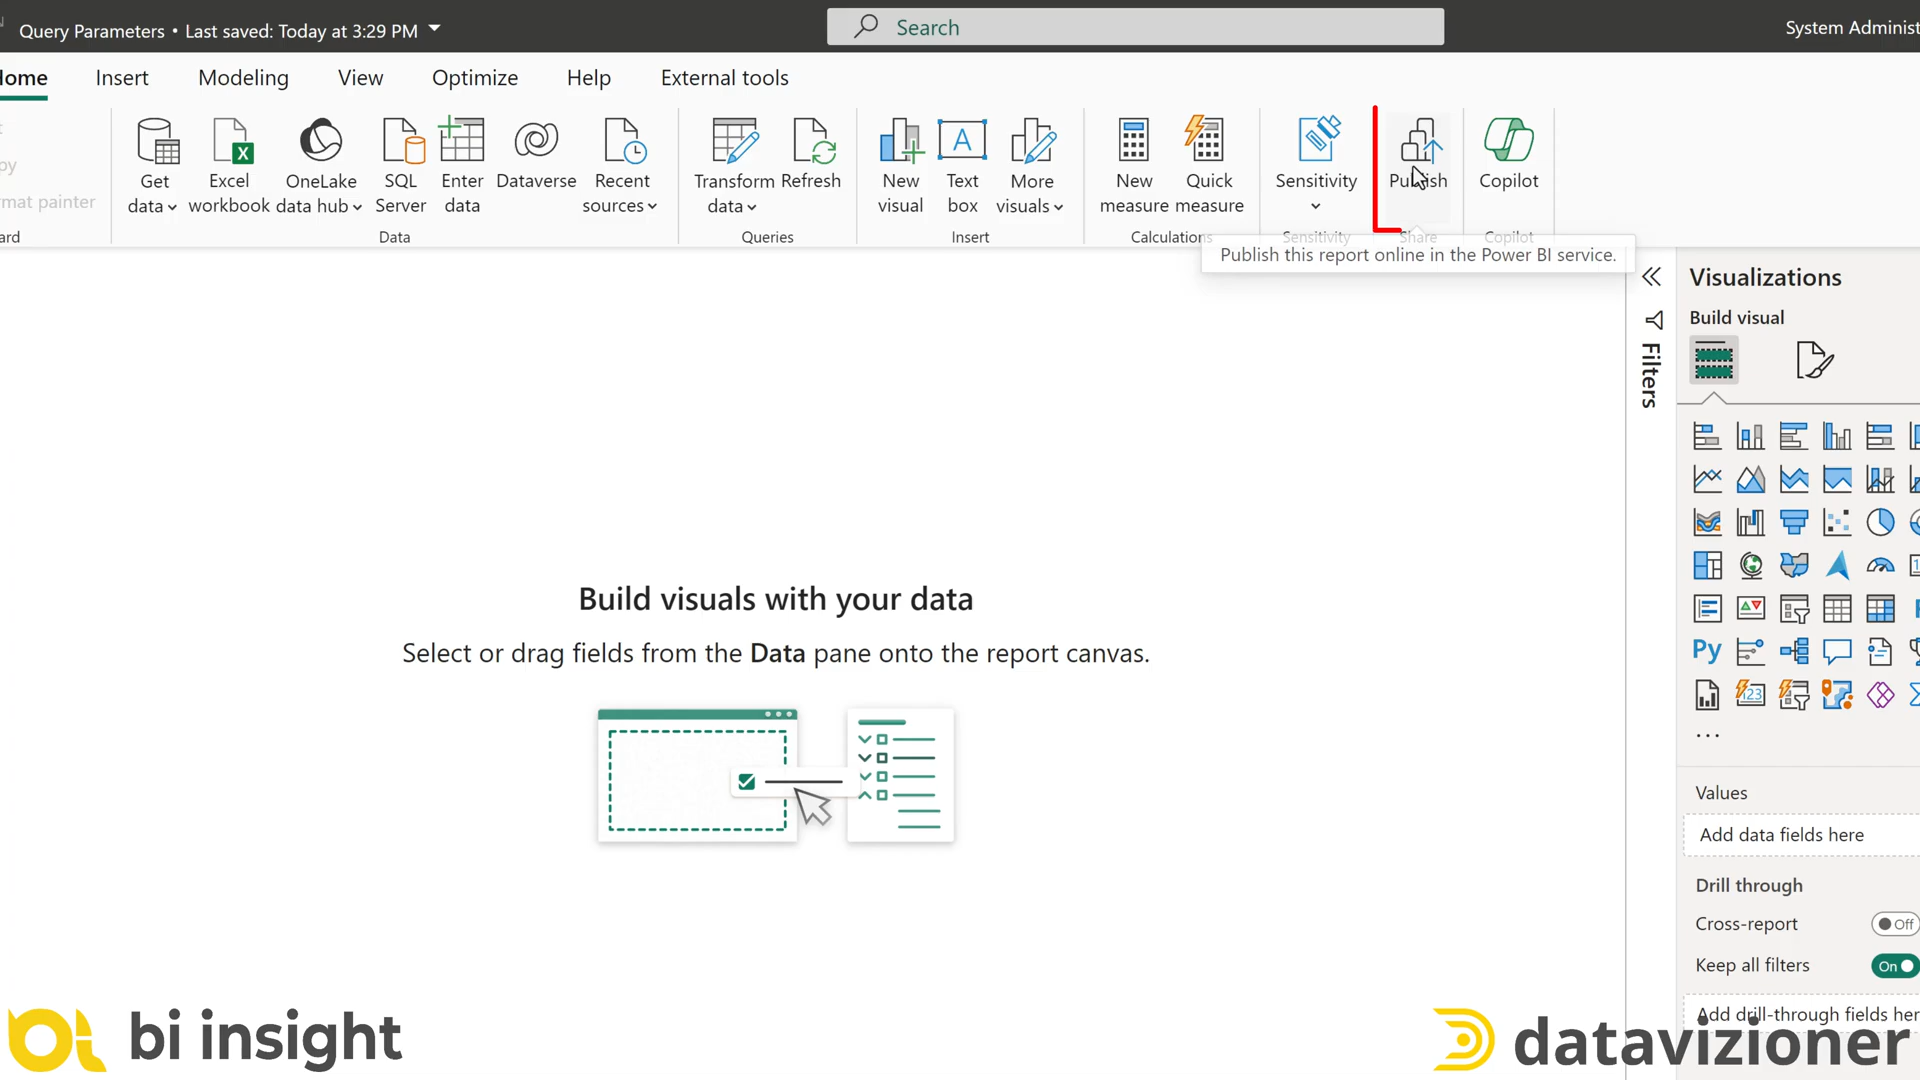 Query Parameters • Last saved: Today at 3:29 PM
Search
System Administ
Home
Insert
Modeling
View
Optimize
Help
External tools
py
mat painter
ard
Get data
Excel workbook
OneLake data hub
SQL Server
Enter data
Dataverse
Recent sources
Data
Transform data
Refresh
Queries
New visual
A
Text box
More visuals
Insert
New measure
Quick measure
Calculations
Sensitivity
Sensitivity
Publish
Share
Copilot
Copilot
Publish this report online in the Power BI service.
Filters
Visualizations
Build visual
Py
123
...
Values
Add data fields here
Drill through
Cross-report
Off
Keep all filters
On
Add drill-through fields her
Build visuals with your data
Select or drag fields from the Data pane onto the report canvas.
bi insight
datavizioner